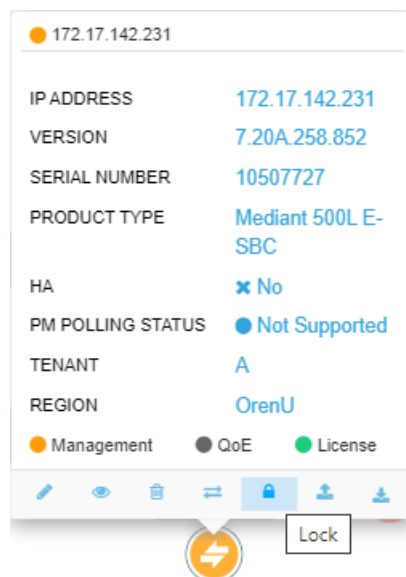 172.17.142.231
IP ADDRESS 172.17.142.231
VERSION 7.20A.258.852
SERIAL NUMBER 10507727
PRODUCT TYPE Mediant 500L E-
SBC
HA No
PM POLLING STATUS Not Supported
TENANT A
REGION OrenU
Management QoE License
Lock